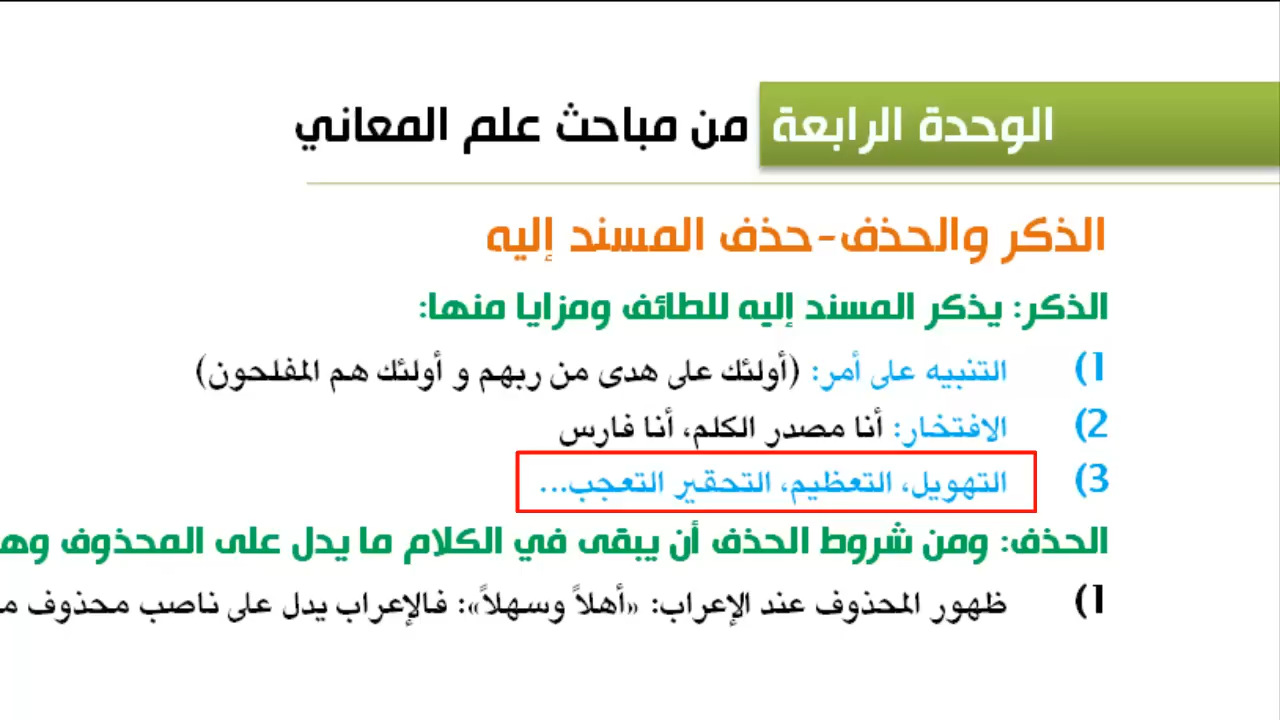 الوحدة الرابعة من مباحث علم المعاني
الذكر والحذف-حذف المسند إليه
الذكر: يذكر المسند إليه للطائف ومزايا منها:
1) التنبيه على أمر: (أولئك على هدى من ربهم و أولئك هم المفلحون)
2) الافتخار: أنا مصدر الكلم، أنا فارس
3) التهويل، التعظيم، التحقير التعجب...
الحذف: ومن شروط الحذف أن يبقى في الكلام ما يدل على المحذوف
1) ظهور المحذوف عند الإعراب: «أهلاً وسهلاً»: فالإعراب يدل على ناصب محذوف